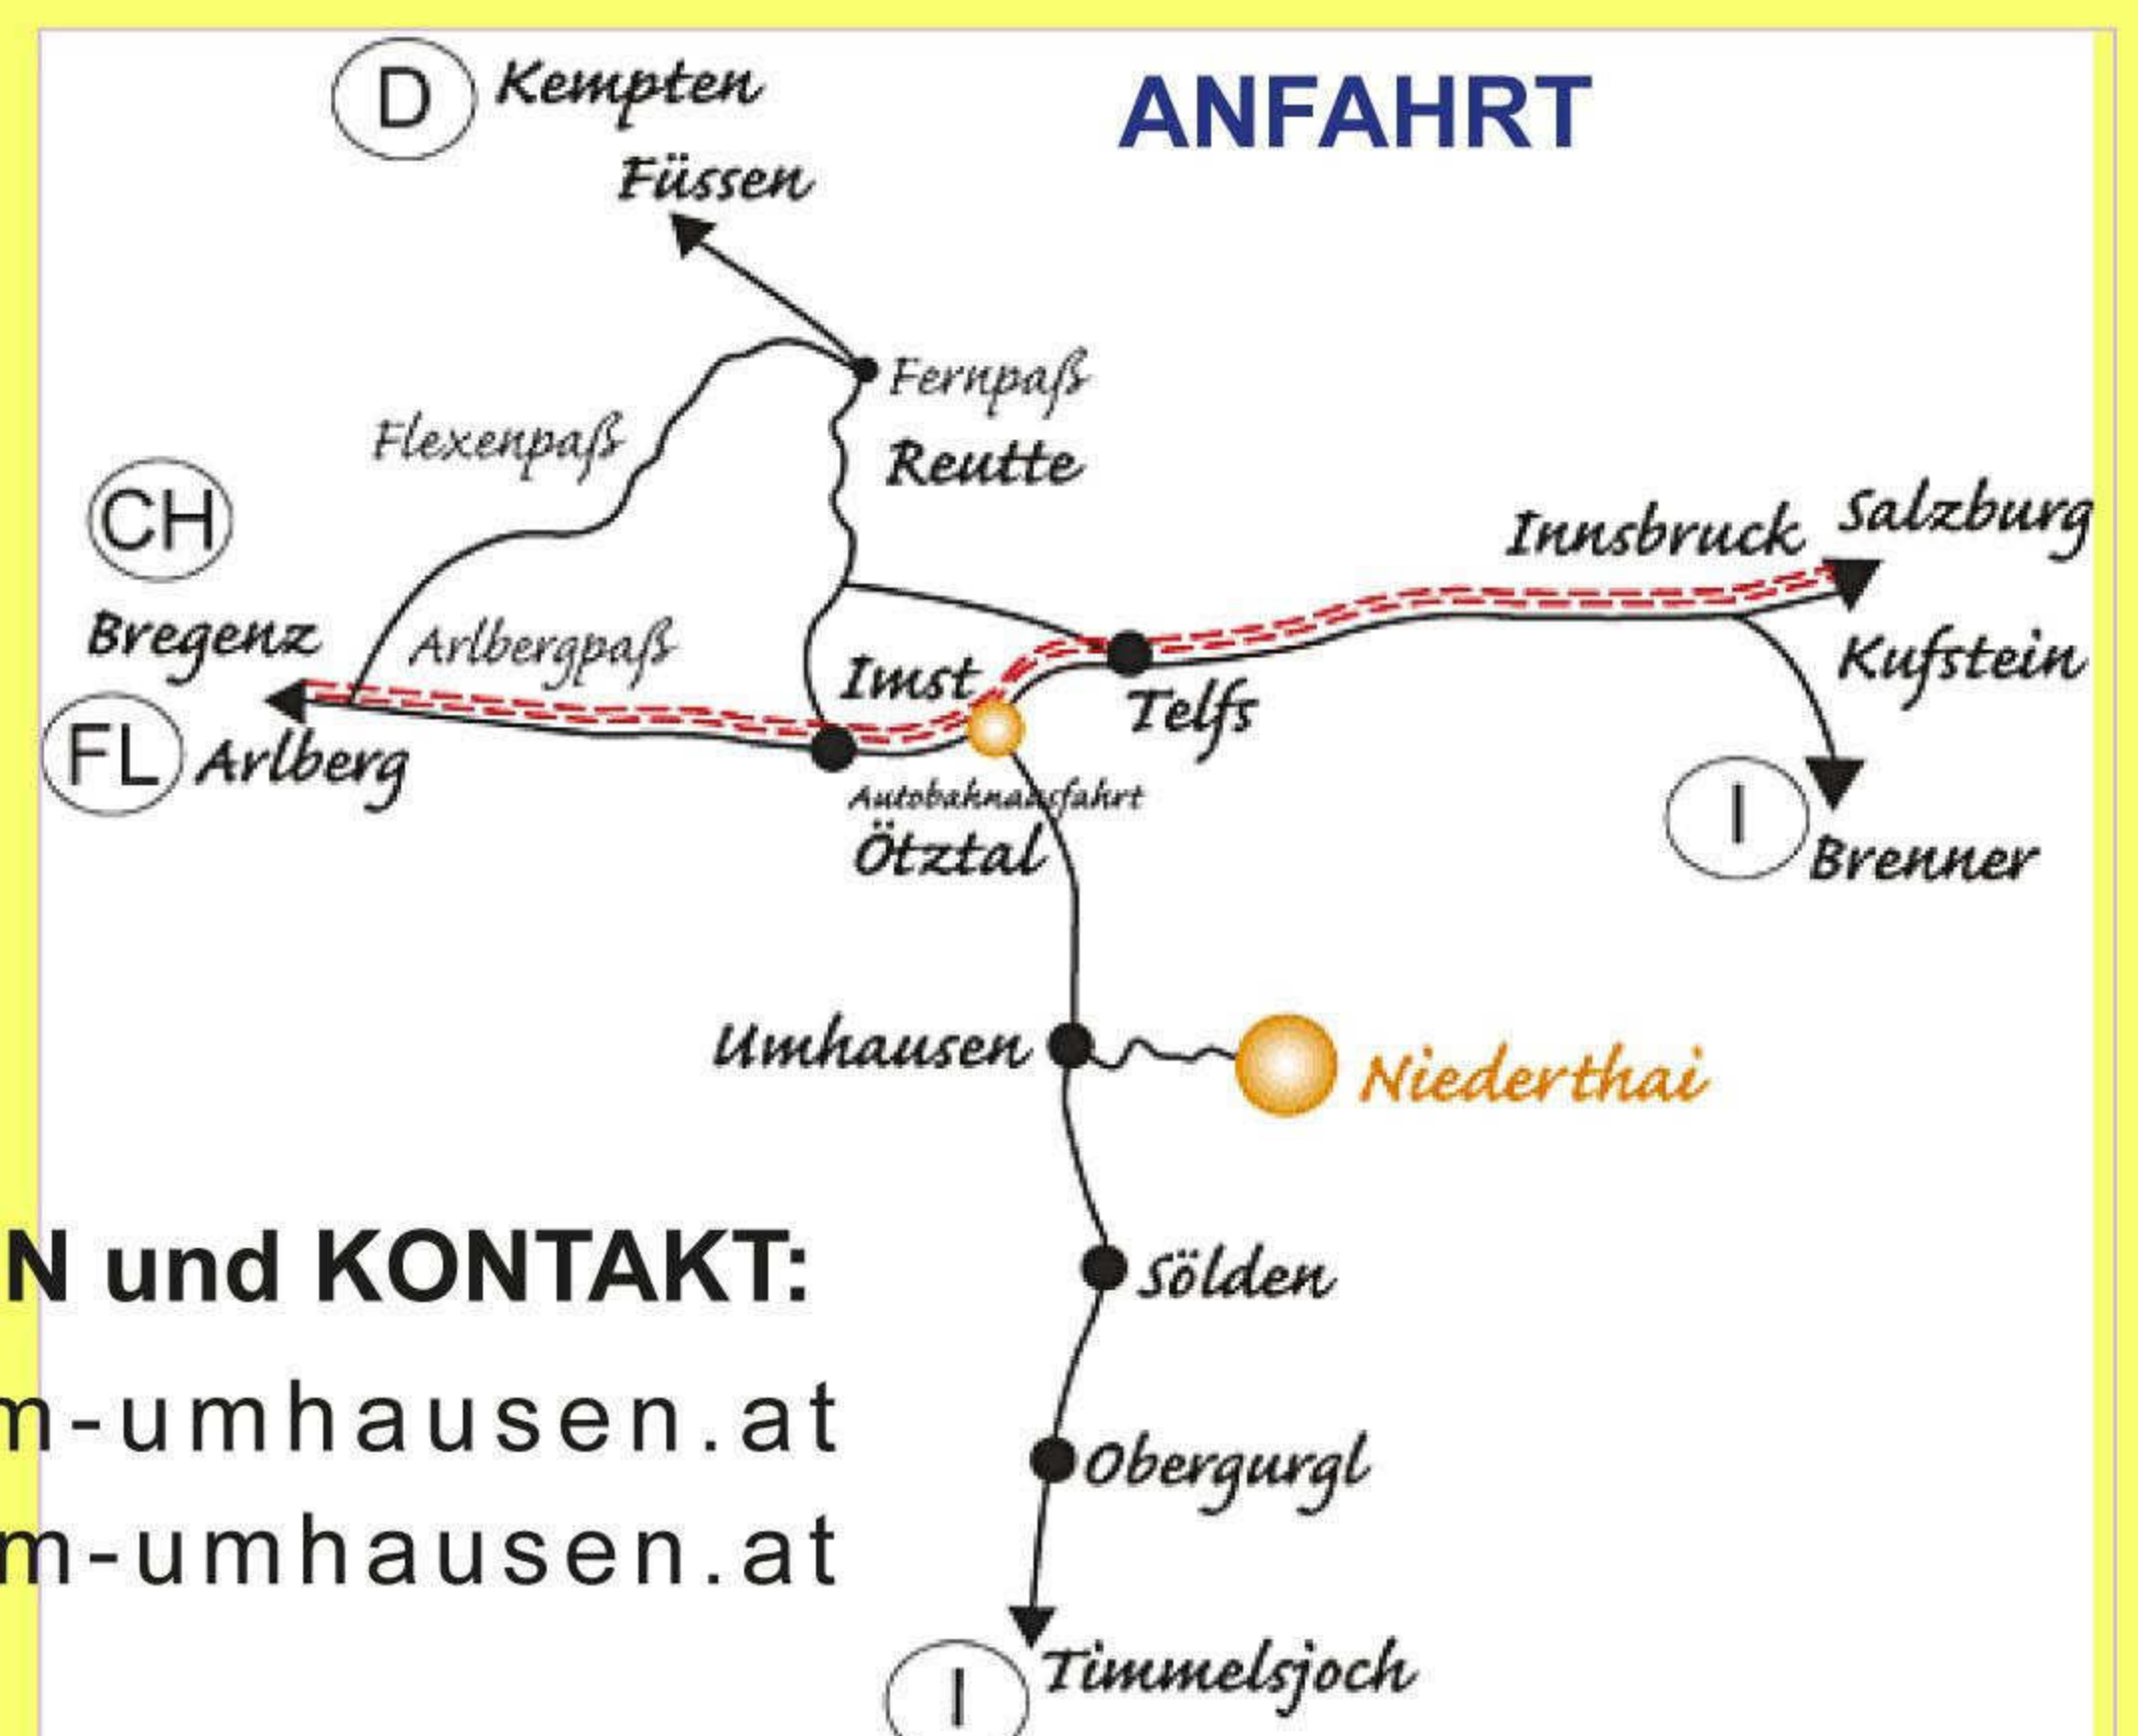 D Kempten
ANFAHRT
Füssen
Fernpaß
Flexenpaß
Reutte
CH
Innsbruck Salzburg
Bregenz
Arlbergpaß
Imst
Kufstein
Telfs
FL Arlberg
Autobahnausfahrt
Ötztal
I
Brenner
Umhausen
Niederthai
N und KONTAKT:
Sölden
m-umhausen.at
Obergurgl
m-umhausen.at
Timmelsjoch
I